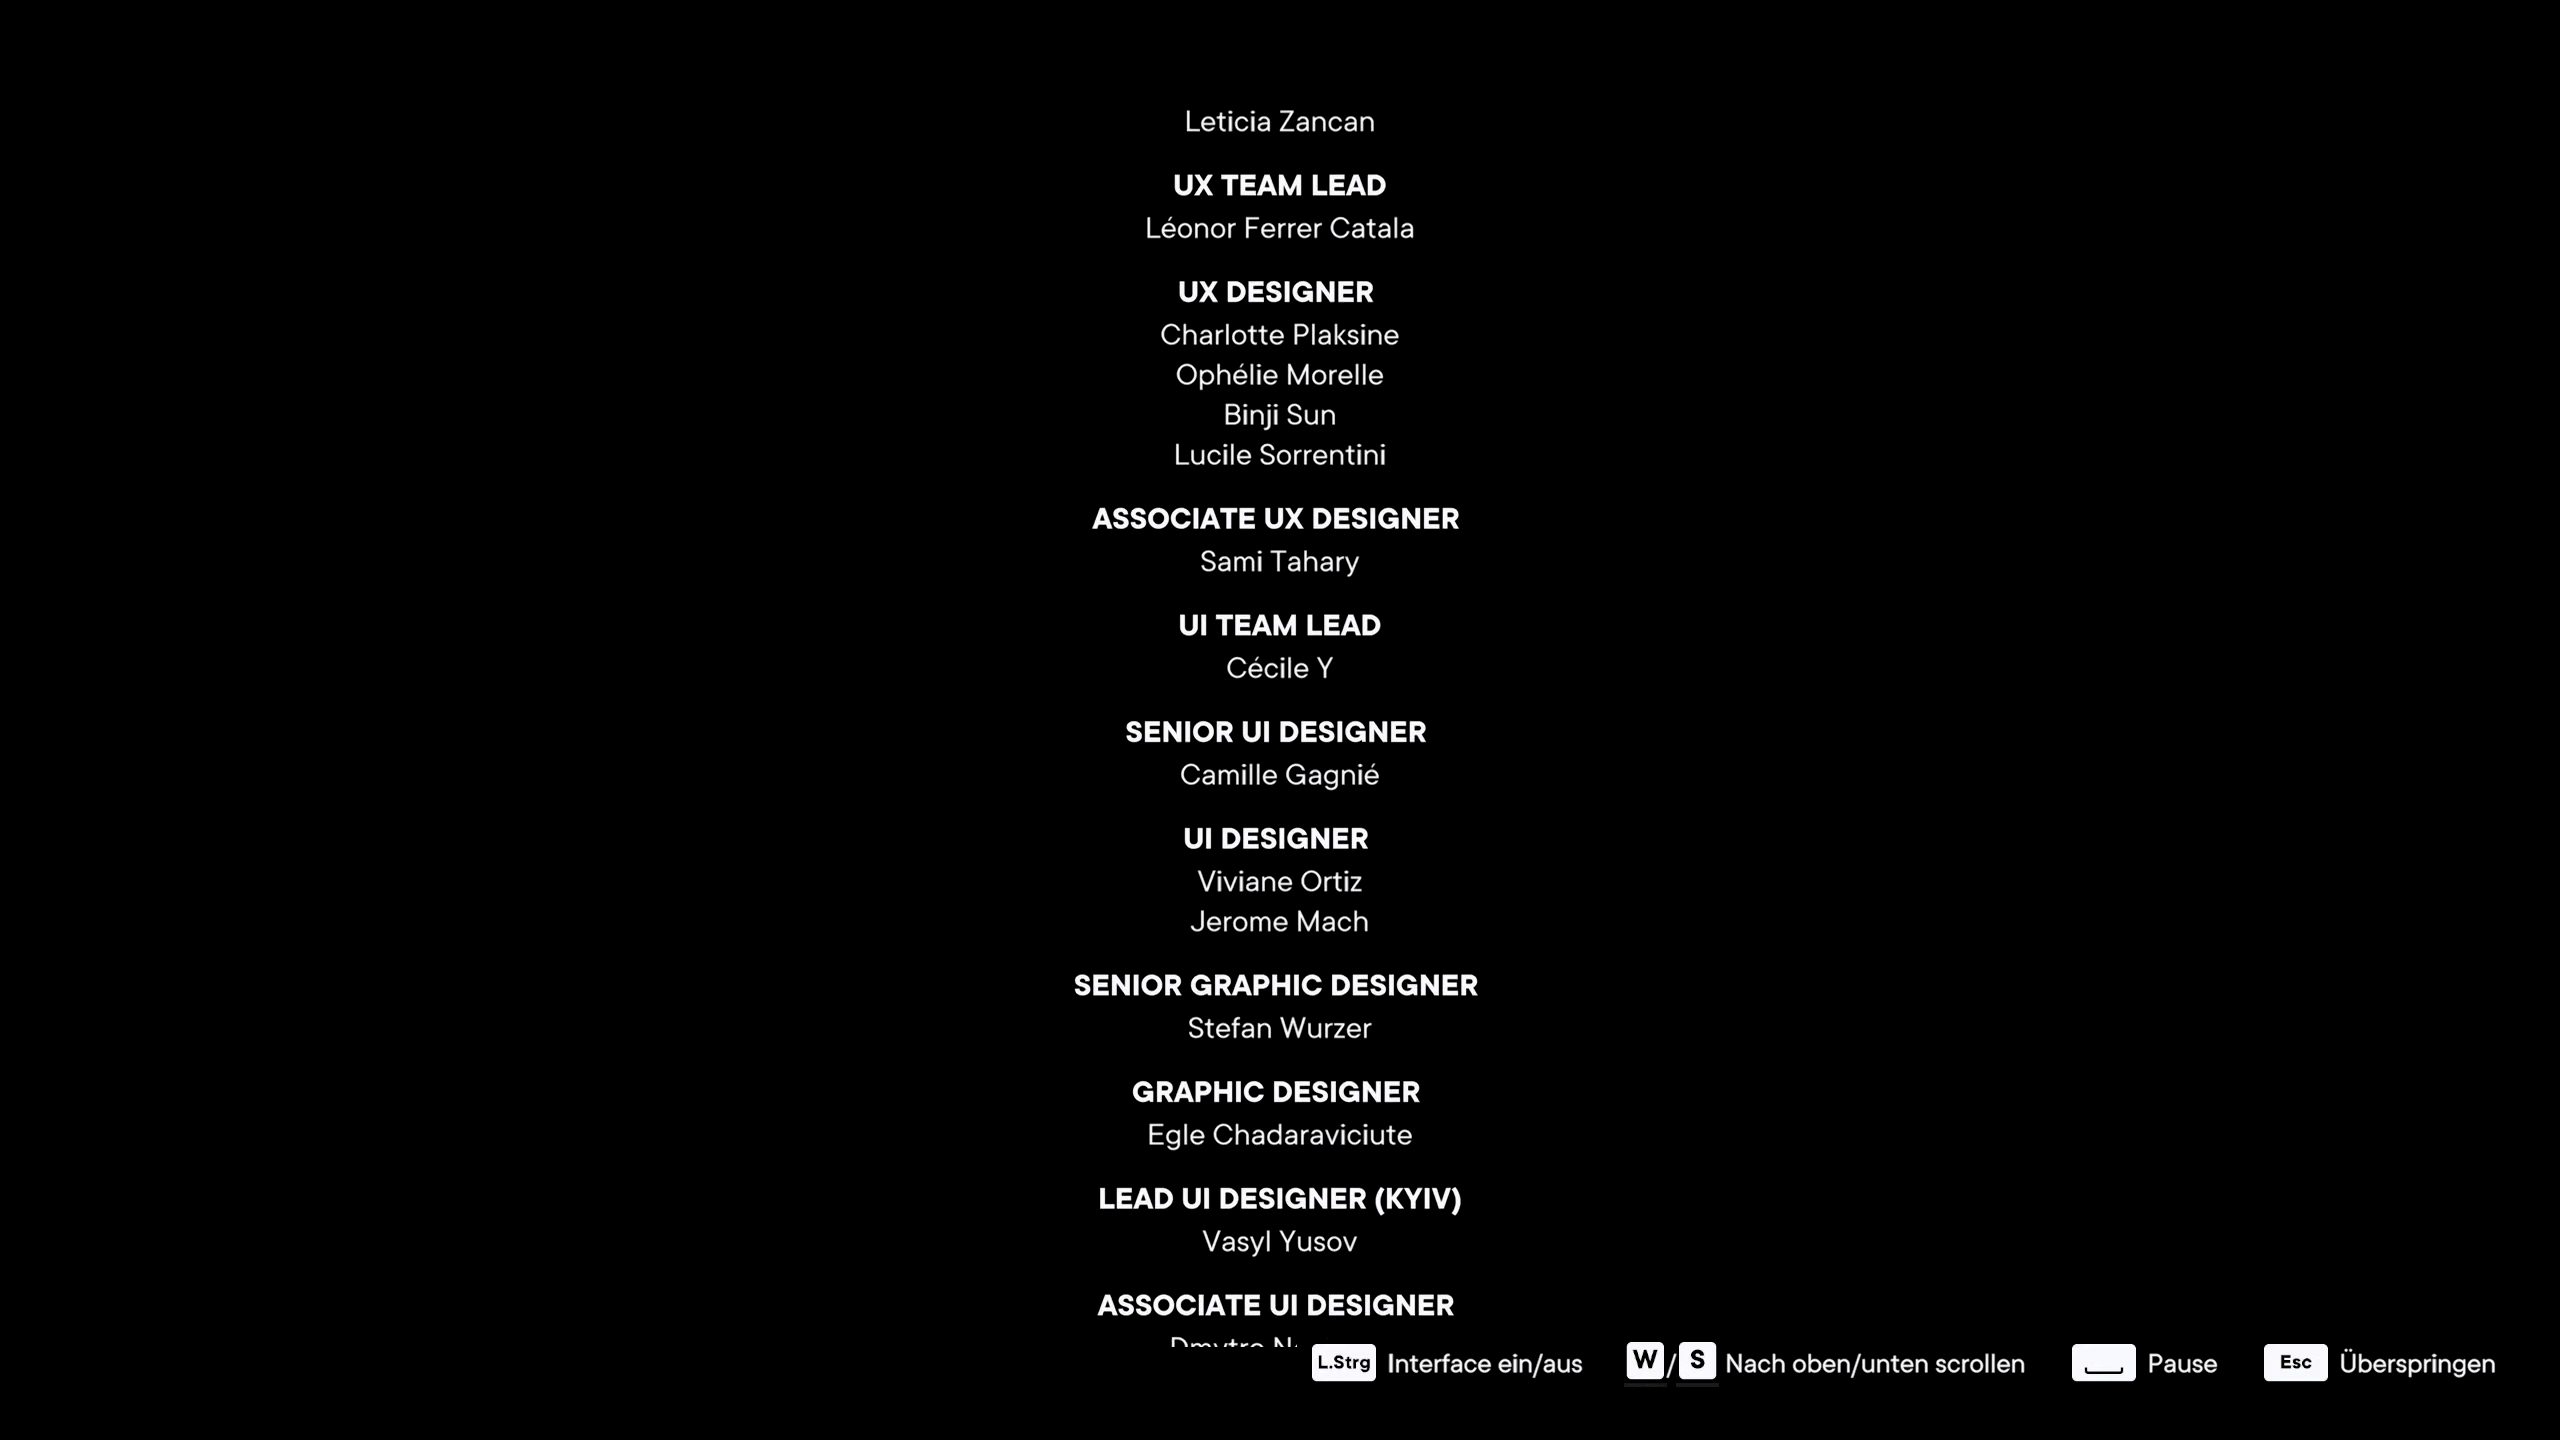 Leticia Zancan
UX TEAM LEAD
Léonor Ferrer Catala
UX DESIGNER
Charlotte Plaksine
Ophélie Morelle
Binji Sun
Lucile Sorrentini
ASSOCIATE UX DESIGNER
Sami Tahary
UI TEAM LEAD
Cécile Y
SENIOR UI DESIGNER
Camille Gagnié
UI DESIGNER
Viviane Ortiz
Jerome Mach
SENIOR GRAPHIC DESIGNER
Stefan Wurzer
GRAPHIC DESIGNER
Egle Chadaraviciute
LEAD UI DESIGNER (KYIV)
Vasyl Yusov
ASSOCIATE UI DESIGNER
Dmytro
L.Strg Interface ein/aus W/S Nach oben/unten scrollen Pause Esc Überspringen